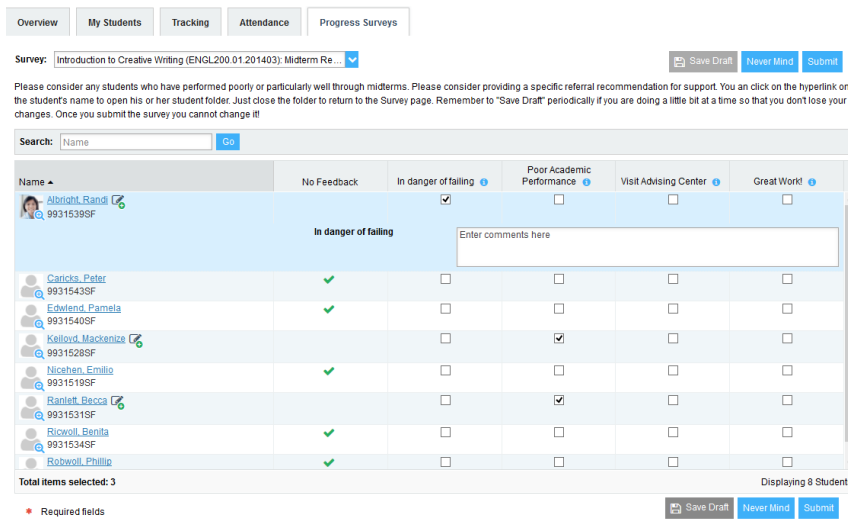 Overview My Students Tracking Attendance Progress Surveys
Survey: Introduction to Creative Writing (ENGL200.01.201403): Midterm Re... Save Draft Never Mind Submit
Please consider any students who have performed poorly or particularly well through midterms. Please consider providing a specific referral recommendation for support. You an click on the hyperlink on
the student's name to open his or her student folder. Just close the folder to return to the Survey page. Remember to "Save Draft" periodically if you are doing a little bit at a time so that you don't lose your
changes. Once you submit the survey you cannot change it!
Search: Name Go
Name No Feedback In danger of failing Poor Academic Performance Visit Advising Center Great Work!
Albright, Randi
9931539SF
In danger of failing Enter comments here
Caricks, Peter
9931543SF
Edwlend, Pamela
9931540SF
Keiloyd, Mackenize
9931528SF
Nicehen, Emilio
9931519SF
Ranlett, Becca
9931531SF
Ricwoll, Benita
9931534SF
Robwoll, Phillip
Total items selected: 3 Displaying 8 Student
* Required fields Save Draft Never Mind Submit